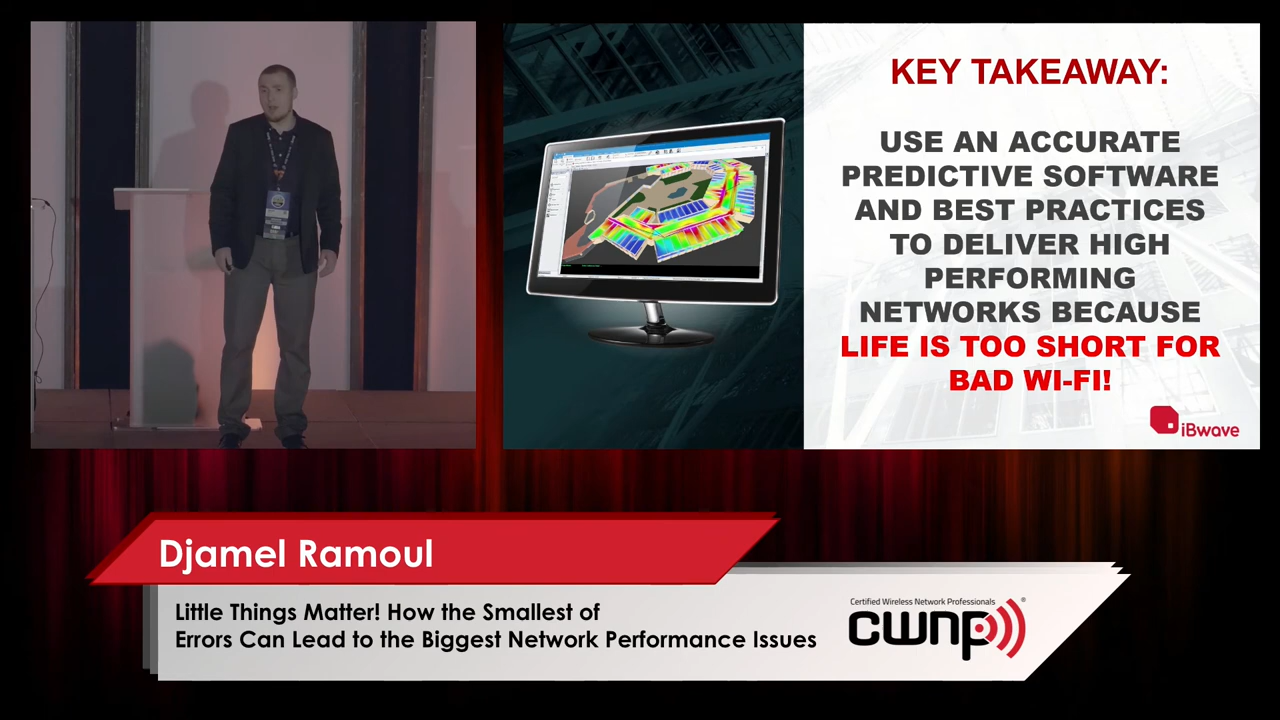 KEY TAKEAWAY:
USE AN ACCURATE
PREDICTIVE SOFTWARE
AND BEST PRACTICES
TO DELIVER HIGH
PERFORMING
NETWORKS BECAUSE
LIFE IS TOO SHORT FOR
BAD WI-FI!
iBwave
Djamel Ramoul
Little Things Matter! How the Smallest of
Errors Can Lead to the Biggest Network Performance Issues
Certified Wireless Network Professionals
cwnp®